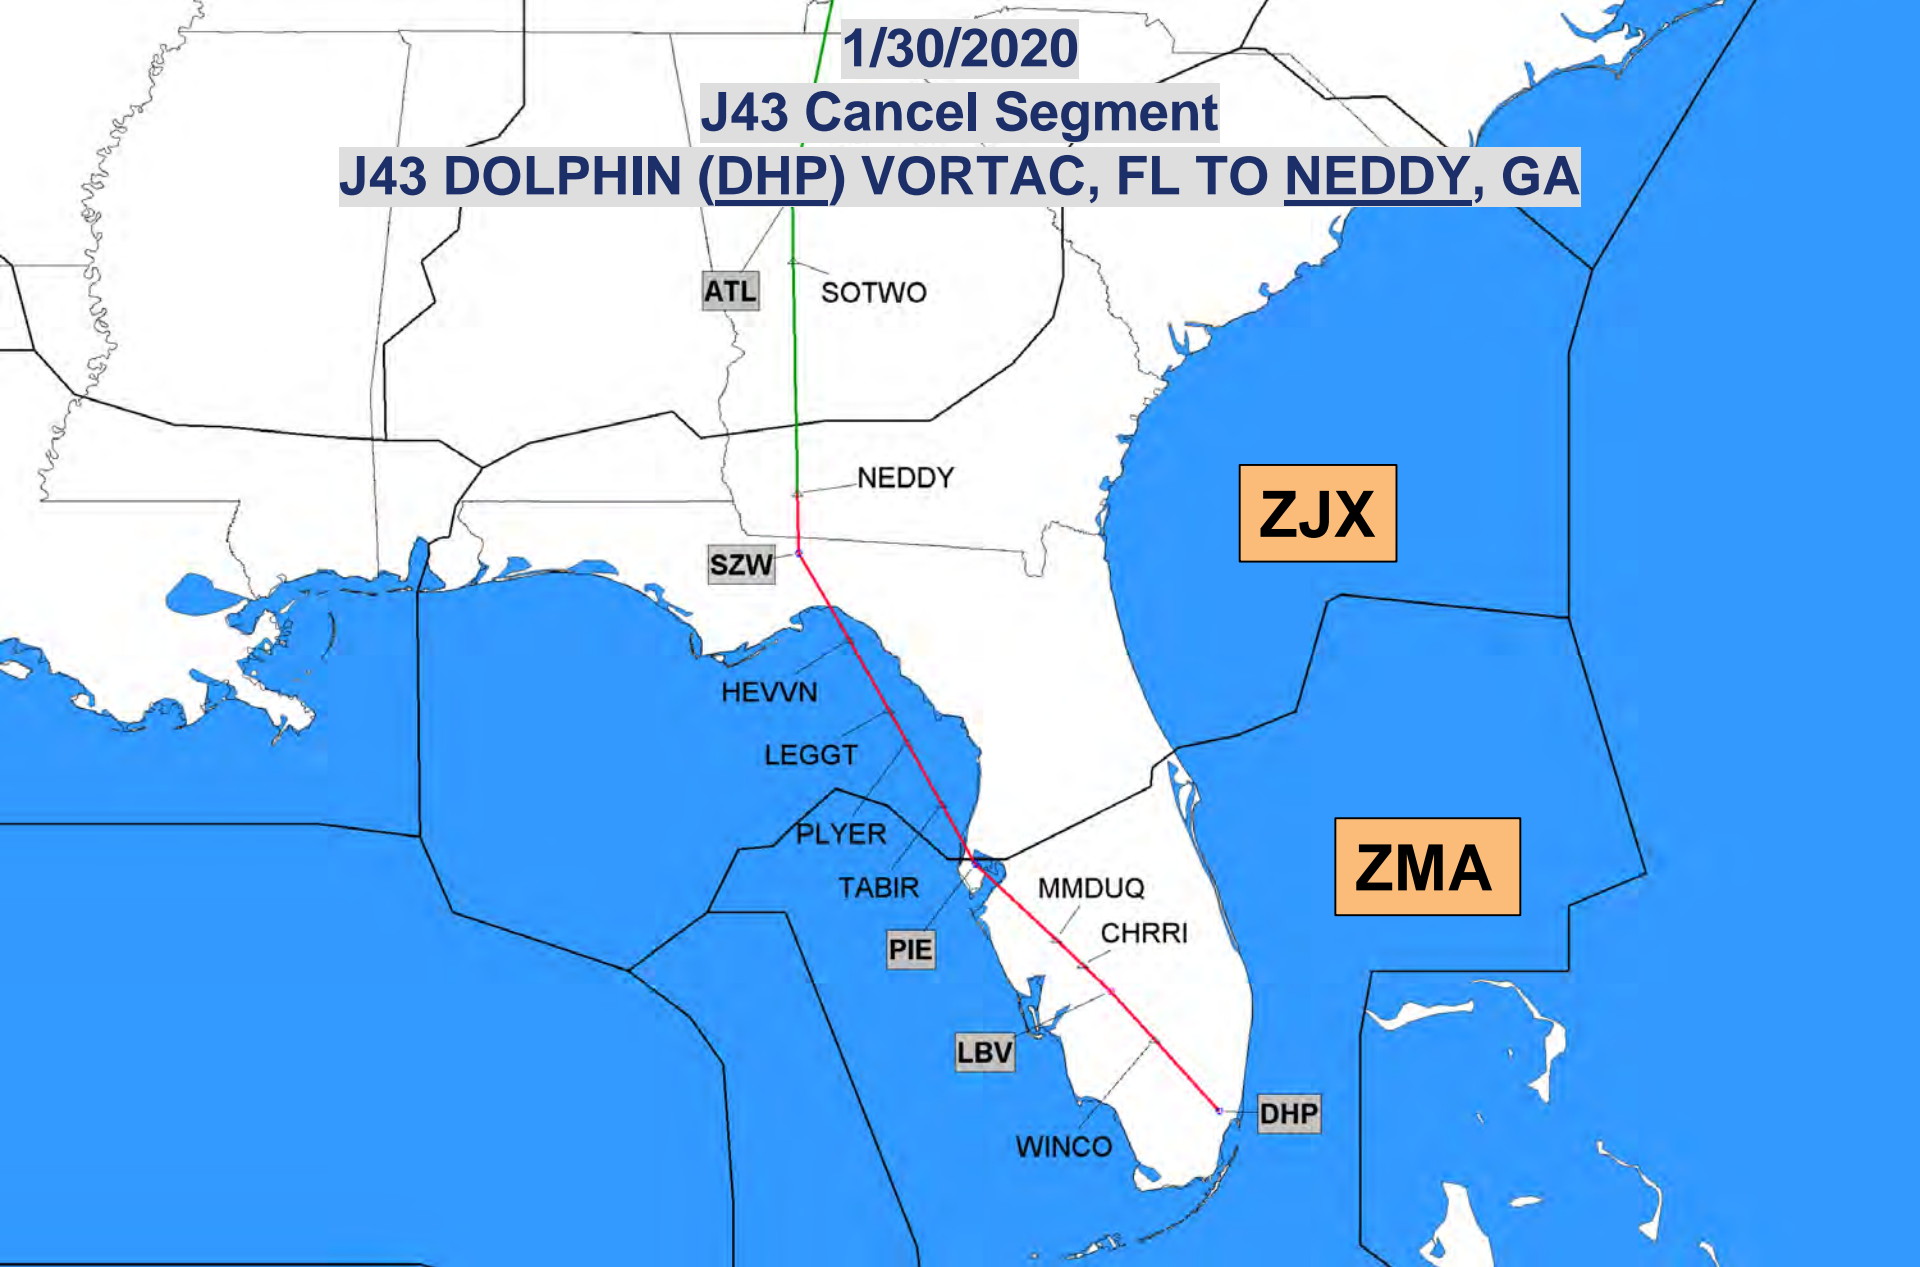 1/30/2020
J43 Cancel Segment
J43 DOLPHIN (DHP) VORTAC, FL TO NEDDY, GA
ATL
SOTWO
NEDDY
ZJX
SZW
HEVVN
LEGGT
PLYER
ZMA
TABIR
MMDUQ
CHRRI
PIE
LBV
DHP
WINCO